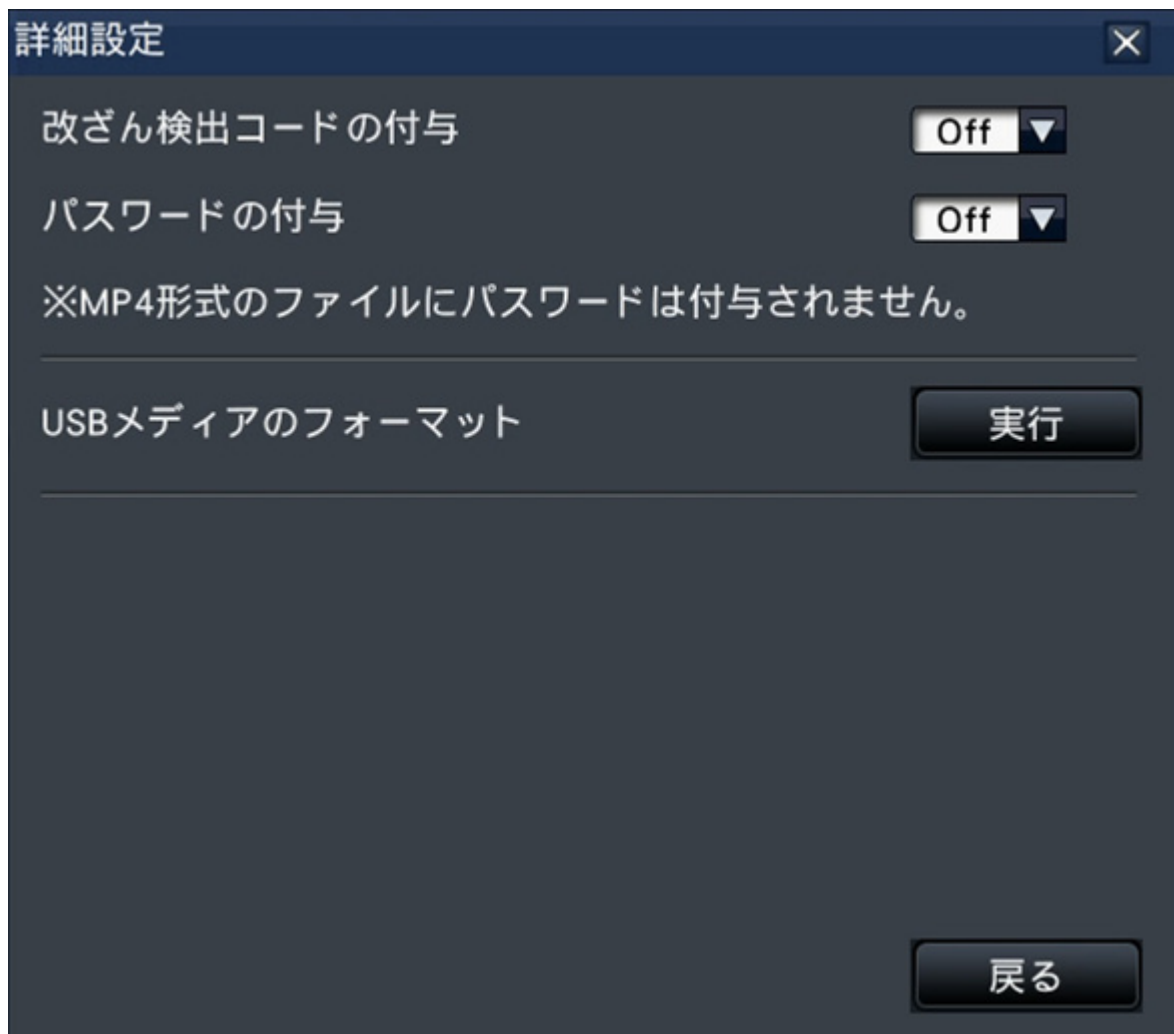 詳細設定
改ざん検出コードの付与 Off
パスワードの付与 Off
※MP4形式のファイルにパスワードは付与されません。
USBメディアのフォーマット 実行
戻る